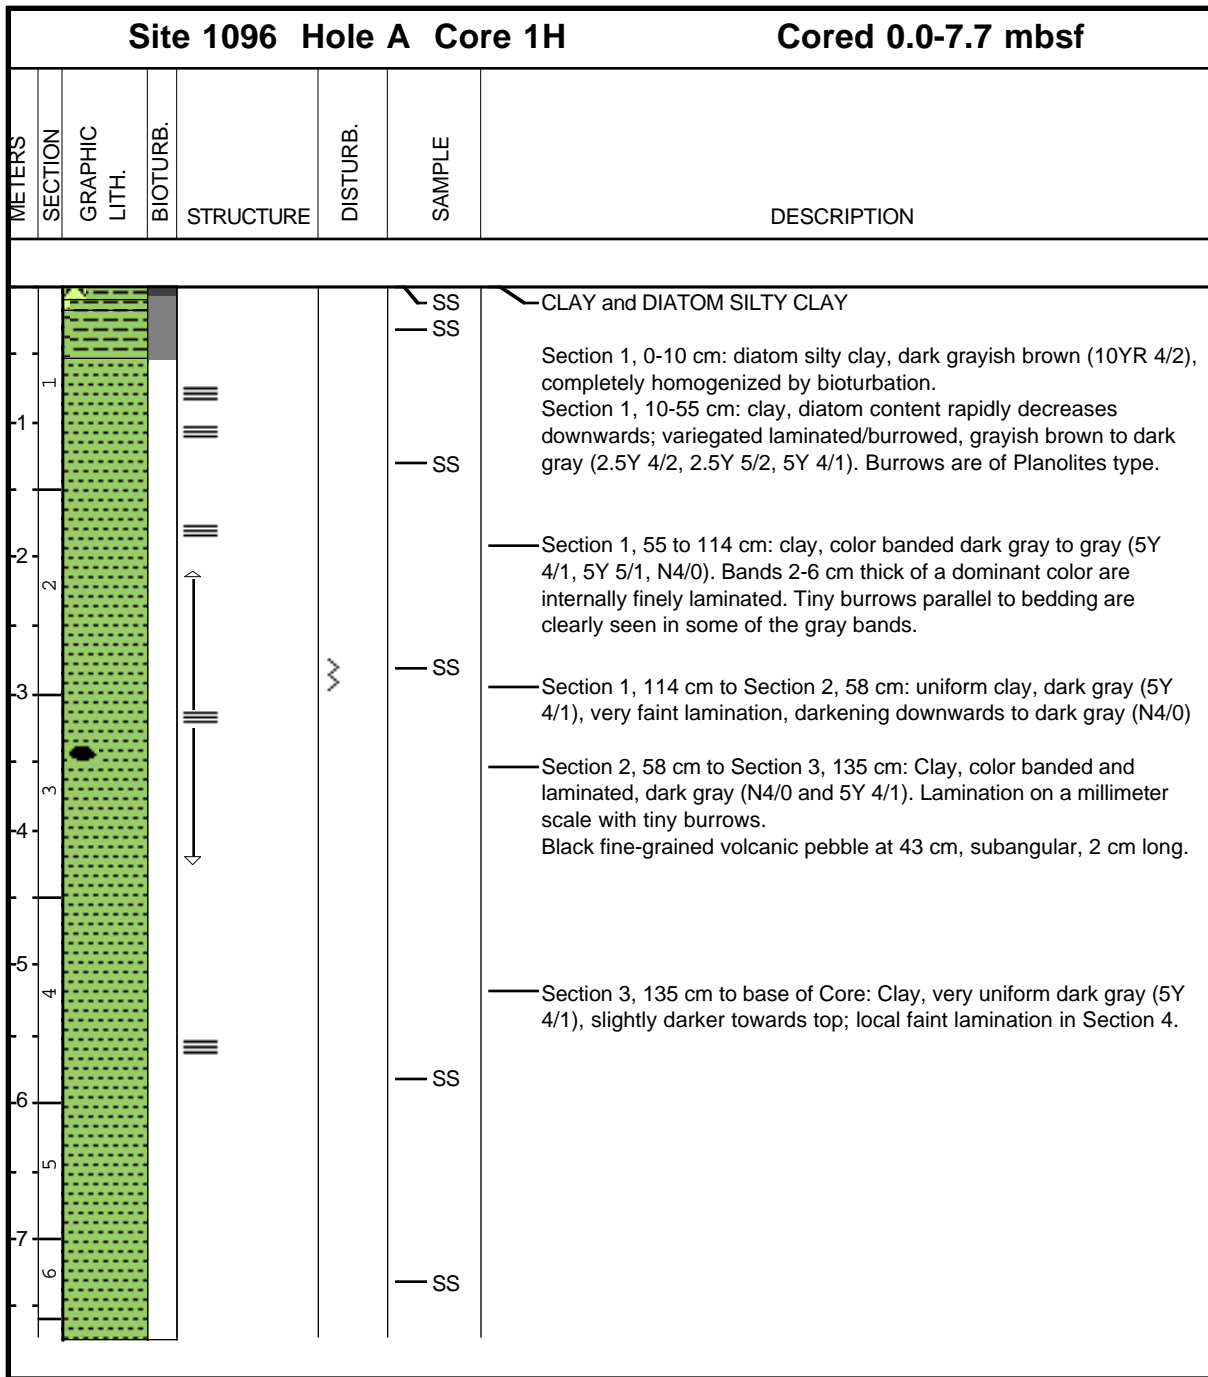 Site 1096 Hole A Core 1H Cored 0.0-7.7 mbsf
METERS
SECTION
GRAPHIC
LITH.
BIOTURB.
STRUCTURE
DISTURB.
SAMPLE
DESCRIPTION
1
2
3
4
5
6
7
1
2
3
4
5
6
SS
SS
SS
SS
SS
SS
CLAY and DIATOM SILTY CLAY
Section 1, 0-10 cm: diatom silty clay, dark grayish brown (10YR 4/2),
completely homogenized by bioturbation.
Section 1, 10-55 cm: clay, diatom content rapidly decreases
downwards; variegated laminated/burrowed, grayish brown to dark
gray (2.5Y 4/2, 2.5Y 5/2, 5Y 4/1). Burrows are of Planolites type.
Section 1, 55 to 114 cm: clay, color banded dark gray to gray (5Y
4/1, 5Y 5/1, N4/0). Bands 2-6 cm thick of a dominant color are
internally finely laminated. Tiny burrows parallel to bedding are
clearly seen in some of the gray bands.
Section 1, 114 cm to Section 2, 58 cm: uniform clay, dark gray (5Y
4/1), very faint lamination, darkening downwards to dark gray (N4/0)
Section 2, 58 cm to Section 3, 135 cm: Clay, color banded and
laminated, dark gray (N4/0 and 5Y 4/1). Lamination on a millimeter
scale with tiny burrows.
Black fine-grained volcanic pebble at 43 cm, subangular, 2 cm long.
Section 3, 135 cm to base of Core: Clay, very uniform dark gray (5Y
4/1), slightly darker towards top; local faint lamination in Section 4.